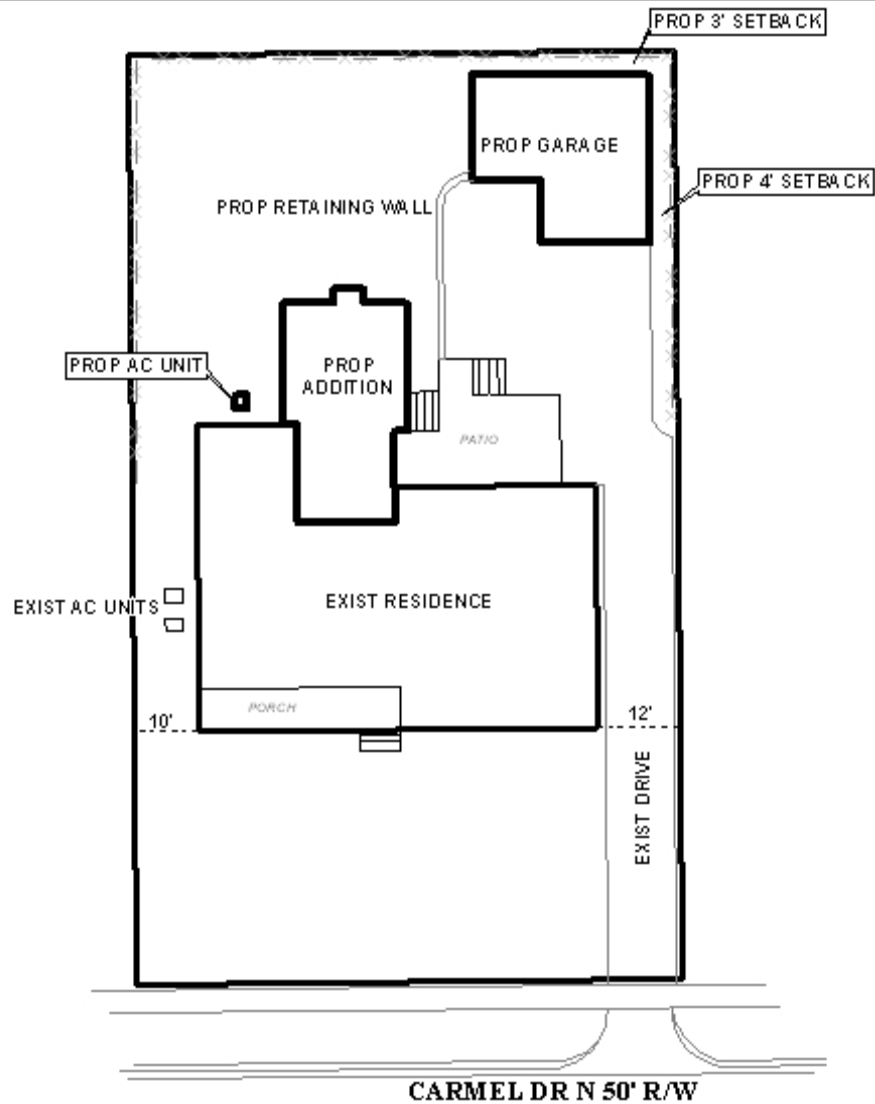 PROP 3' SETBACK
PROP GARAGE
PROP 4' SETBACK
PROP RETAINING WALL
PROP AC UNIT
PROP
ADDITION
PATIO
EXIST AC UNITS
EXIST RESIDENCE
PORCH
10'
12'
EXIST DRIVE
CARMEL DR N 50' R/W